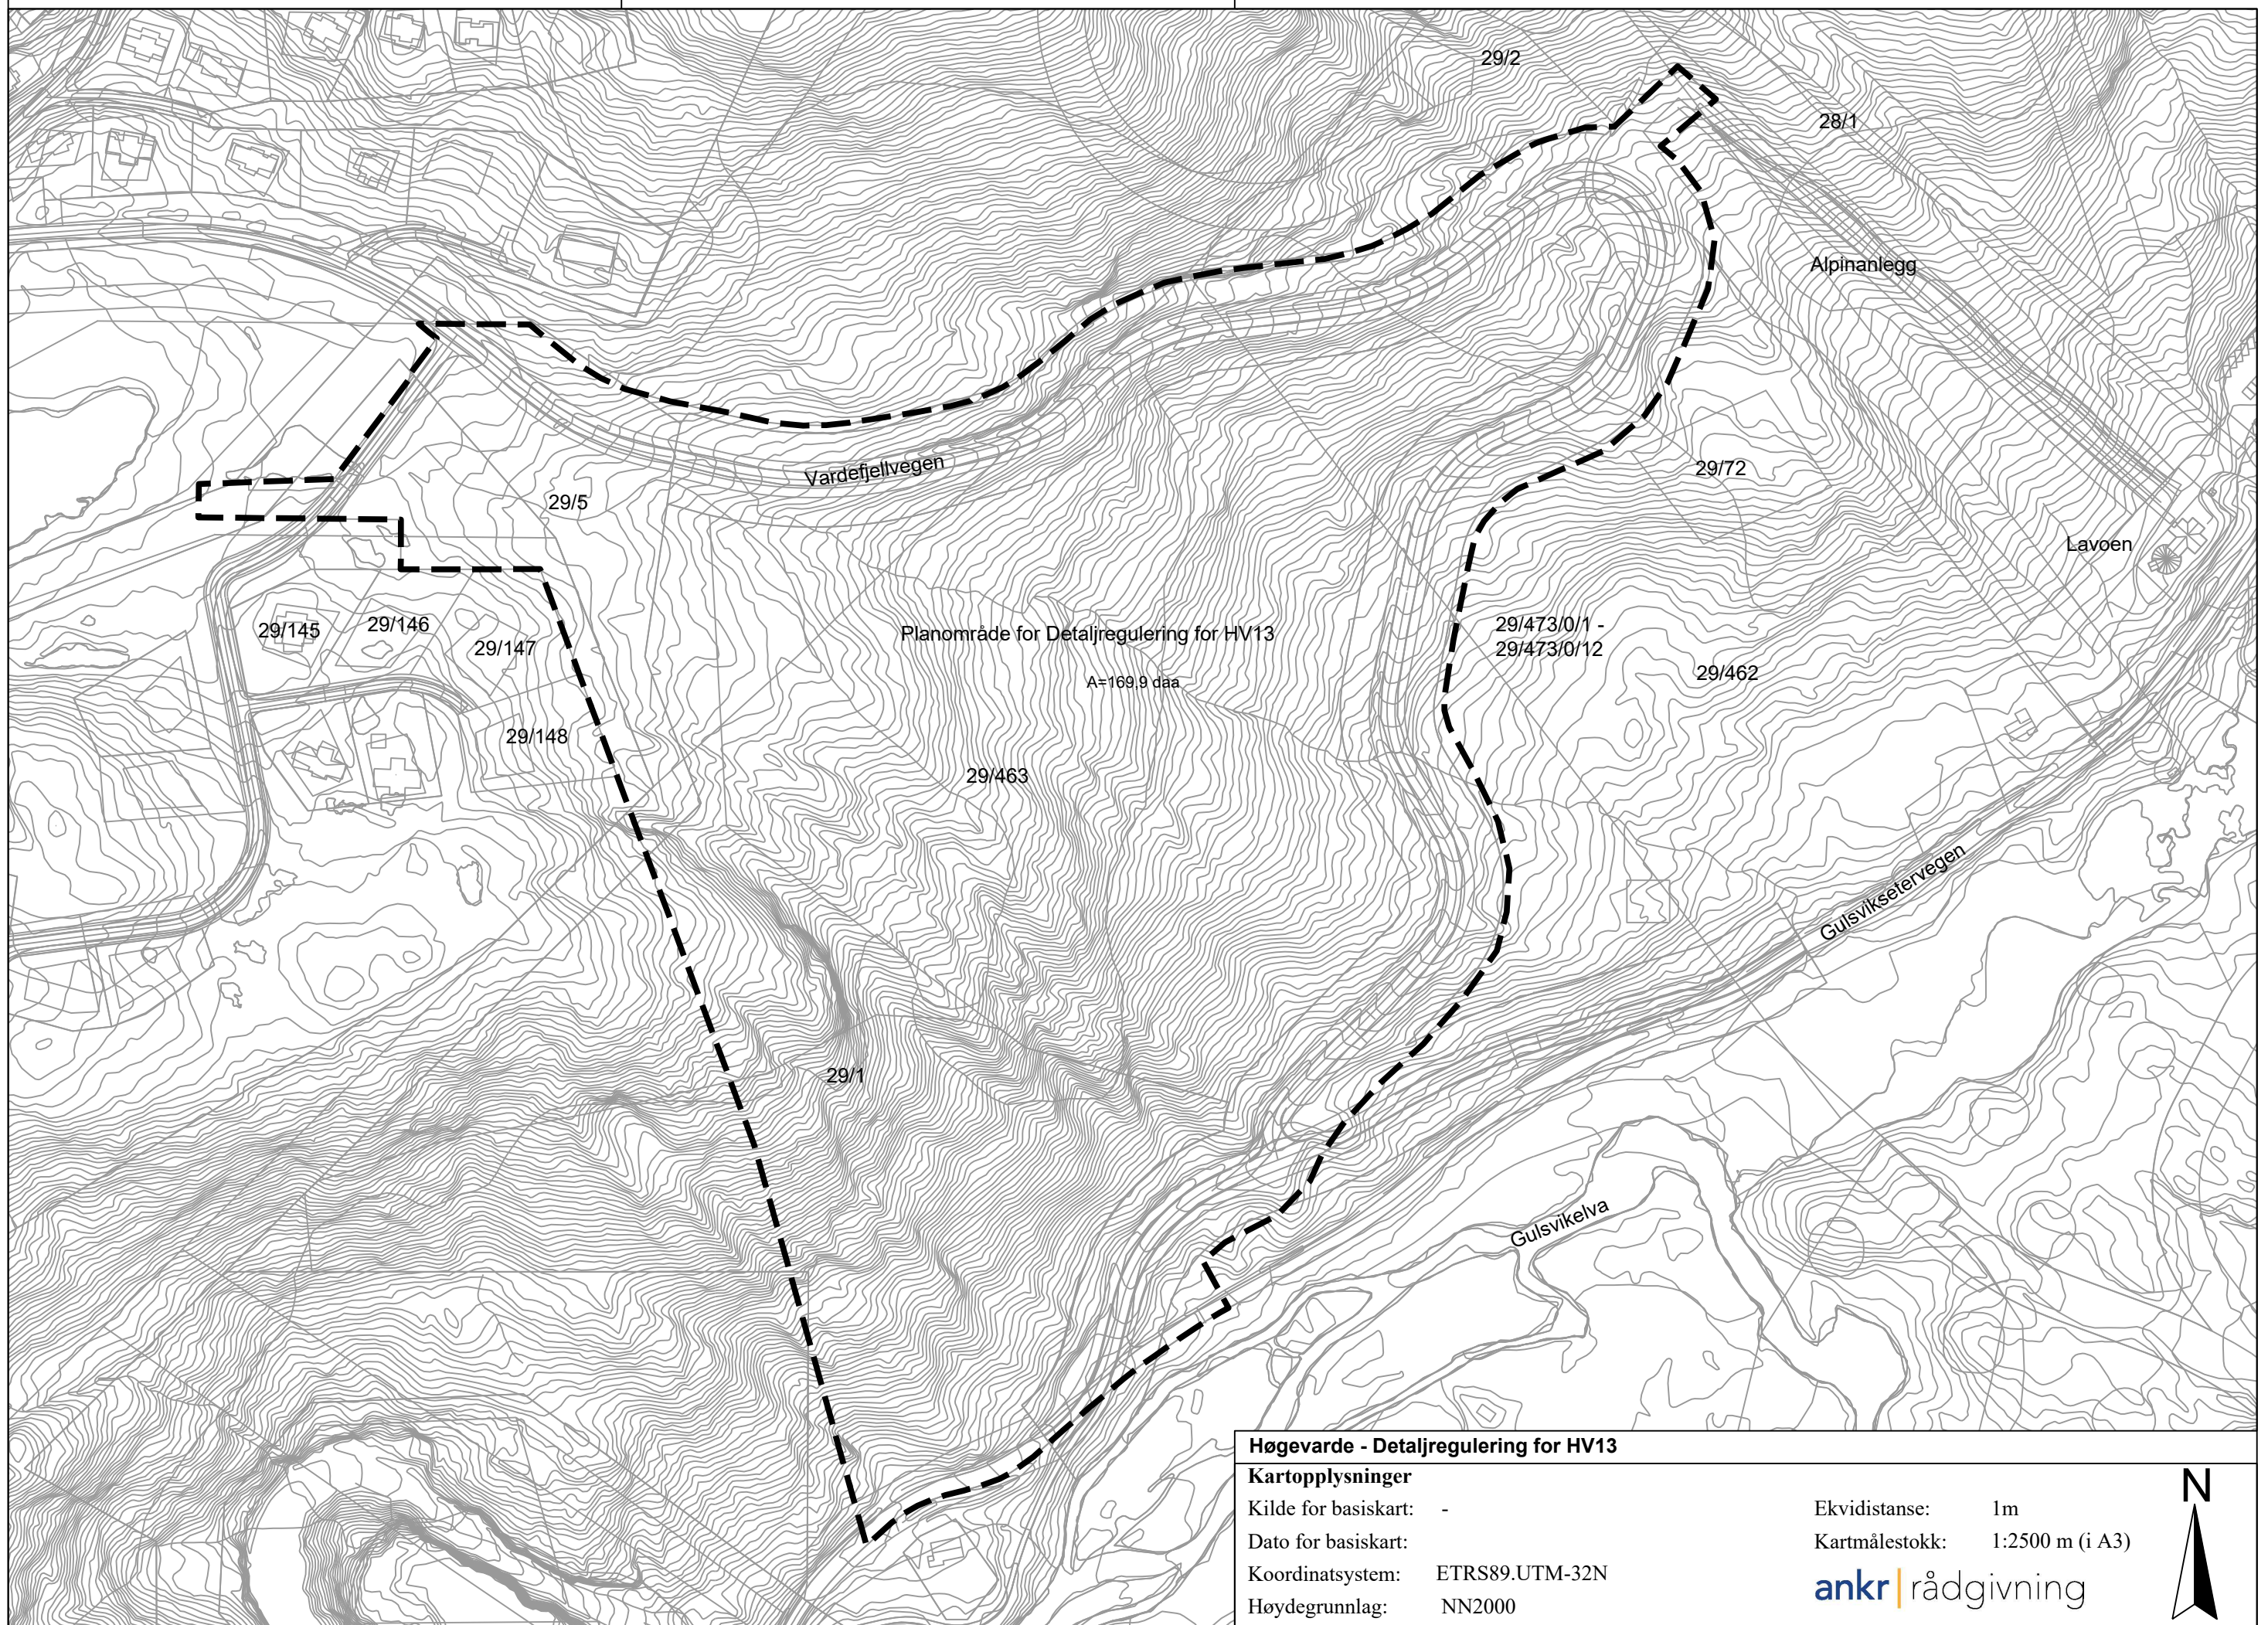 29/2
28/1
Alpinanlegg
Vardefjellvegen
29/72
29/5
Lavoen
29/145
29/146
29/147
Planområde for Detaljregulering for HV13
29/473/0/1 -
29/473/0/12
29/462
A=169,9 daa
29/148
29/463
Gulsviksetervegen
29/1
Gulsvikelva
Høgevarde - Detaljregulering for HV13
Kartopplysninger
Kilde for basiskart: -
Dato for basiskart:
Koordinatsystem: ETRS89.UTM-32N
Høydegrunnlag: NN2000
Ekvidistanse: 1m
Kartmålestokk: 1:2500 m (i A3)
ankr rådgivning
N